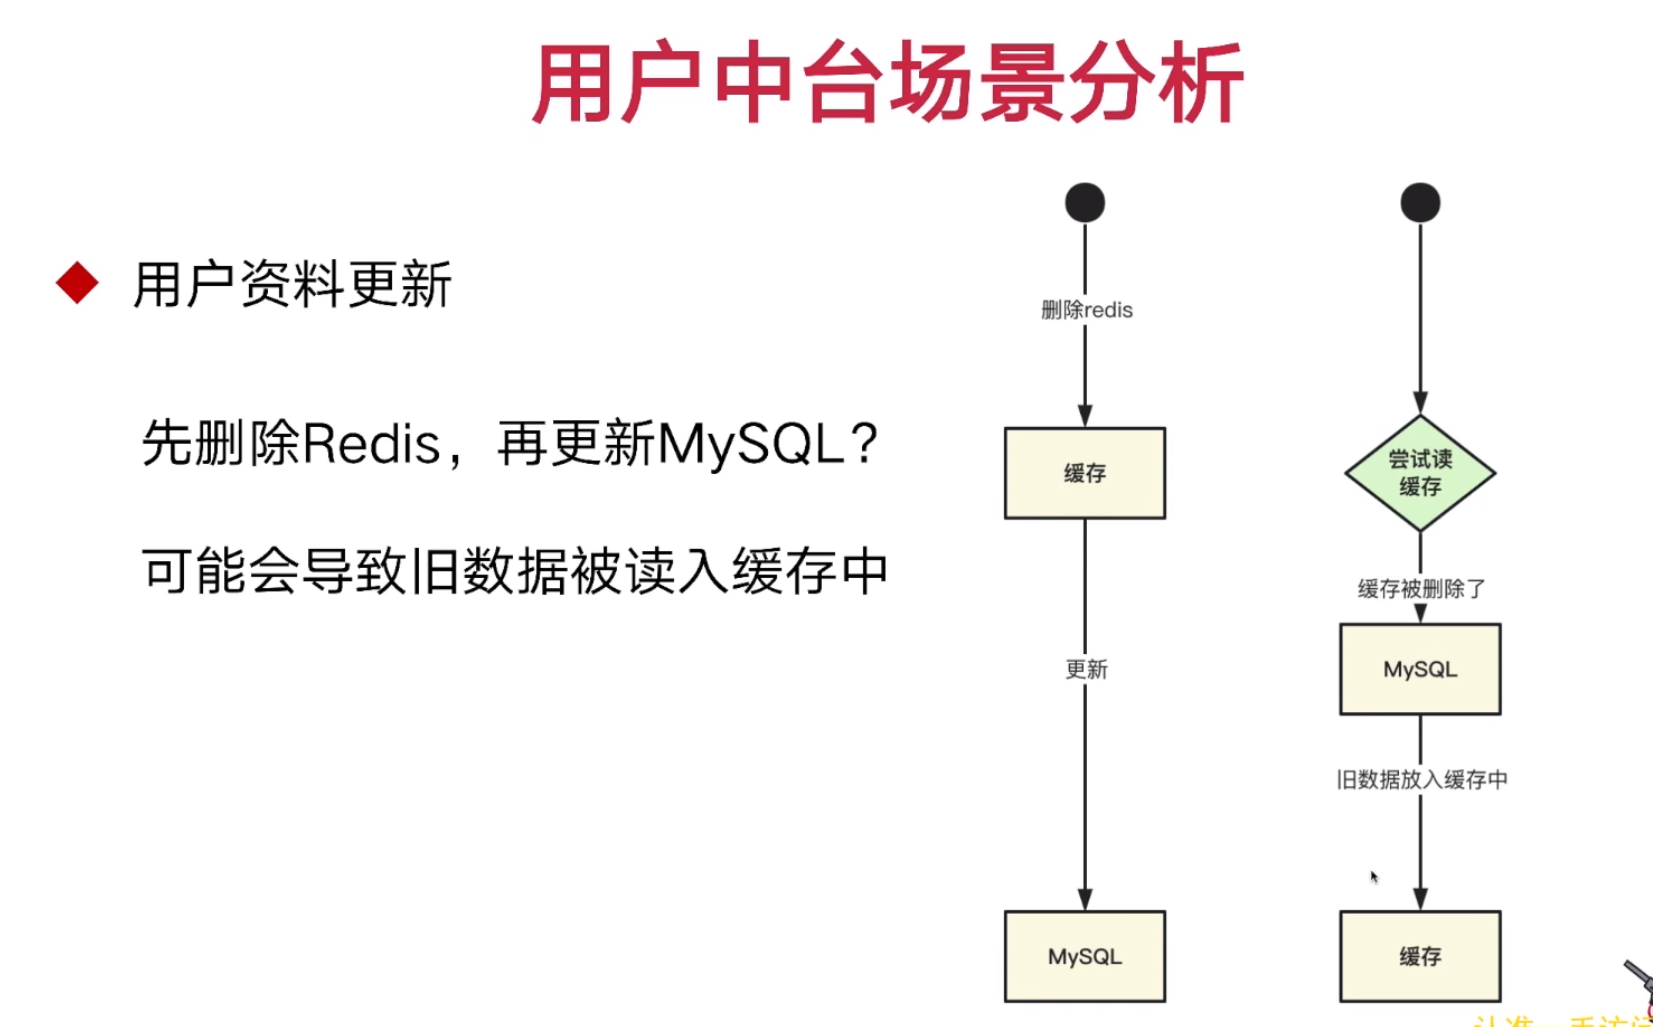 用户中台场景分析
用户资料更新
先删除Redis，再更新MySQL？
可能会导致旧数据被读入缓存中
删除redis
缓存
更新
MySQL
尝试读
缓存
缓存被删除了
MySQL
旧数据放入缓存中
缓存